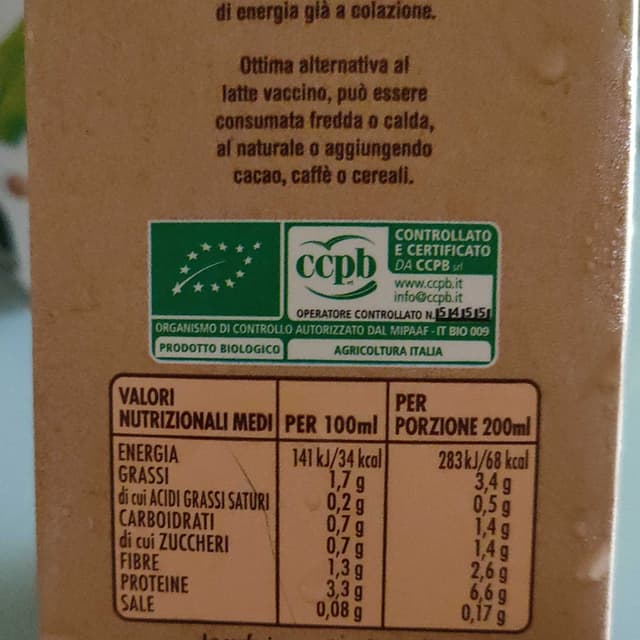 di energia già a colazione.
Ottima alternativa al
latte vaccino, può essere
consumata fredda o calda,
al naturale o aggiungendo
cacao, caffè o cereali.
ccpb
CONTROLLATO
E CERTIFICATO
DA CCPB srl
www.ccpb.it
info@ccpb.it
OPERATORE CONTROLLATO N.
ORGANISMO DI CONTROLLO AUTORIZZATO DAL MIPAAF - IT BIO 009
PRODOTTO BIOLOGICO AGRICOLTURA ITALIA
VALORI
NUTRIZIONALI MEDI PER 100ml PER
PORZIONE 200ml
ENERGIA 141 kJ/34 kcal 283 kJ/68 kcal
GRASSI 1,7 g 3,4 g
di cui ACIDI GRASSI SATURI 0,2 g 0,5 g
CARBOIDRATI 0,7 g 1,4 g
di cui ZUCCHERI 0,7 g 1,4 g
FIBRE 1,3 g 2,6 g
PROTEINE 3,3 g 6,6 g
SALE 0,08 g 0,17 g